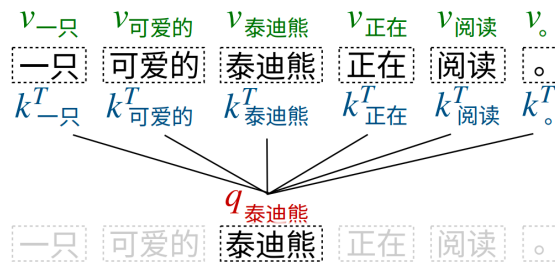 v一只 v可爱的 v泰迪熊 v正在 v阅读 v。
一只 可爱的 泰迪熊 正在 阅读 。
k^T一只 k^T可爱的 k^T泰迪熊 k^T正在 k^T阅读 k^T。
q泰迪熊
一只 可爱的 泰迪熊 正在 阅读 。